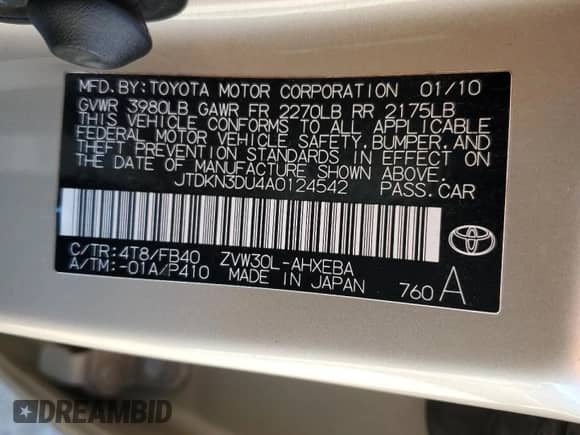 MFD.BY:TOYOTA MOTOR CORPORATION 01/10
GVWR 3980LB GAWR FR 2270LB RR 2175LB
THIS VEHICLE CONFORMS TO ALL APPLICABLE
FEDERAL MOTOR VEHICLE SAFETY, BUMPER, AND
THEFT PREVENTION STANDARDS IN EFFECT ON
THE DATE OF MANUFACTURE SHOWN ABOVE.
JTDKN3DU4A0124542 PASS.CAR
C/TR:4T8/FB40 ZVW30L-AHXEBA
A/TM:-01A/P410 MADE IN JAPAN
760 A
DREAMBID